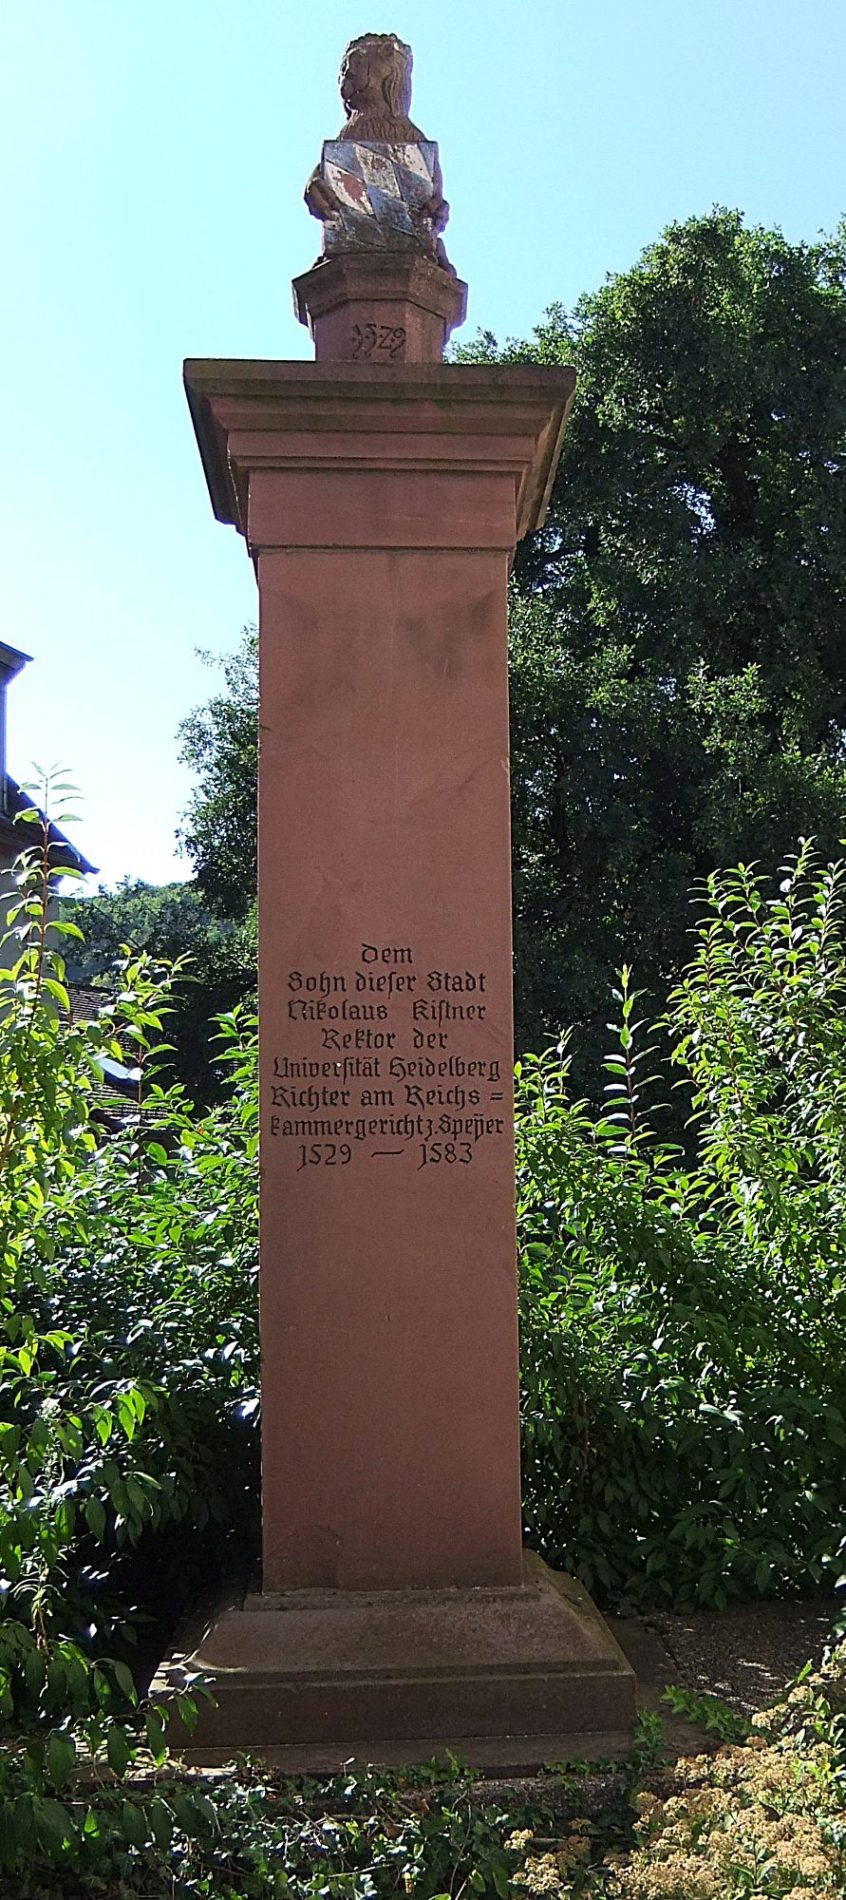 1529
Dem
Sohn dieser Stadt
Nikolaus Kistner
Rektor der
Universität Heidelberg
Richter am Reichs=
kammergericht z. Speyer
1529 — 1583